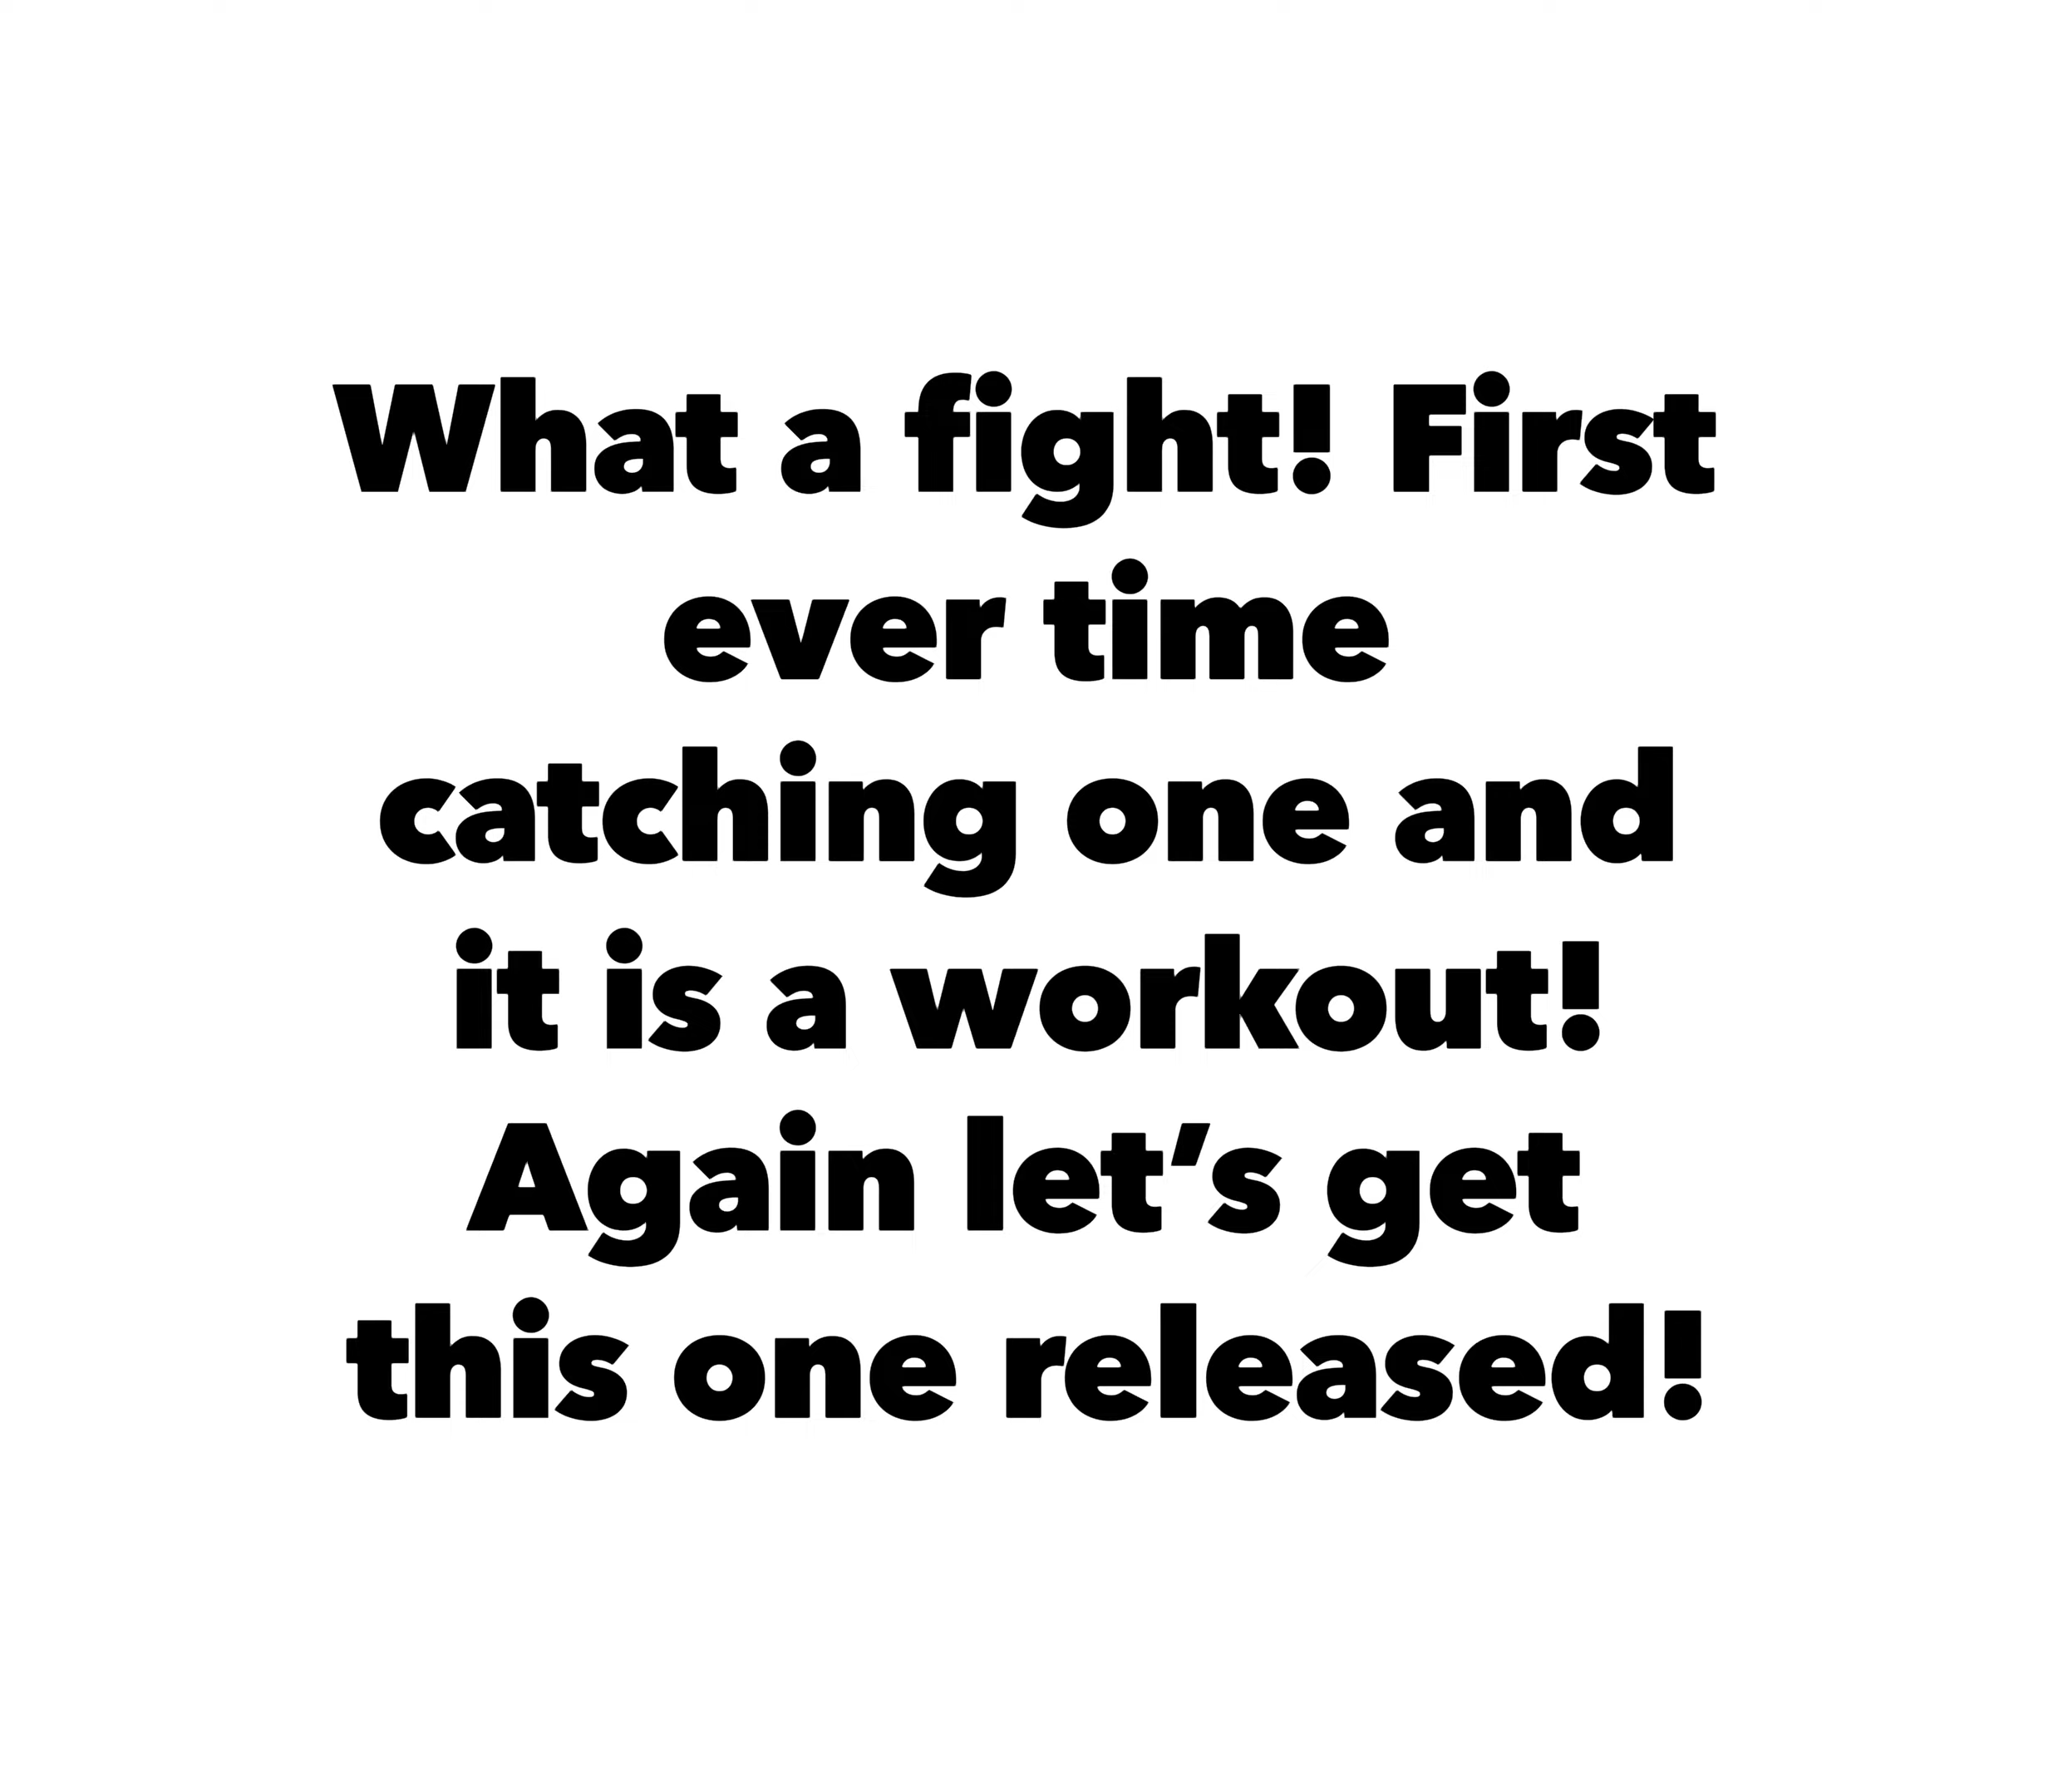 What a fight! First
ever time
catching one and
it is a workout!
Again let’s get
this one released!